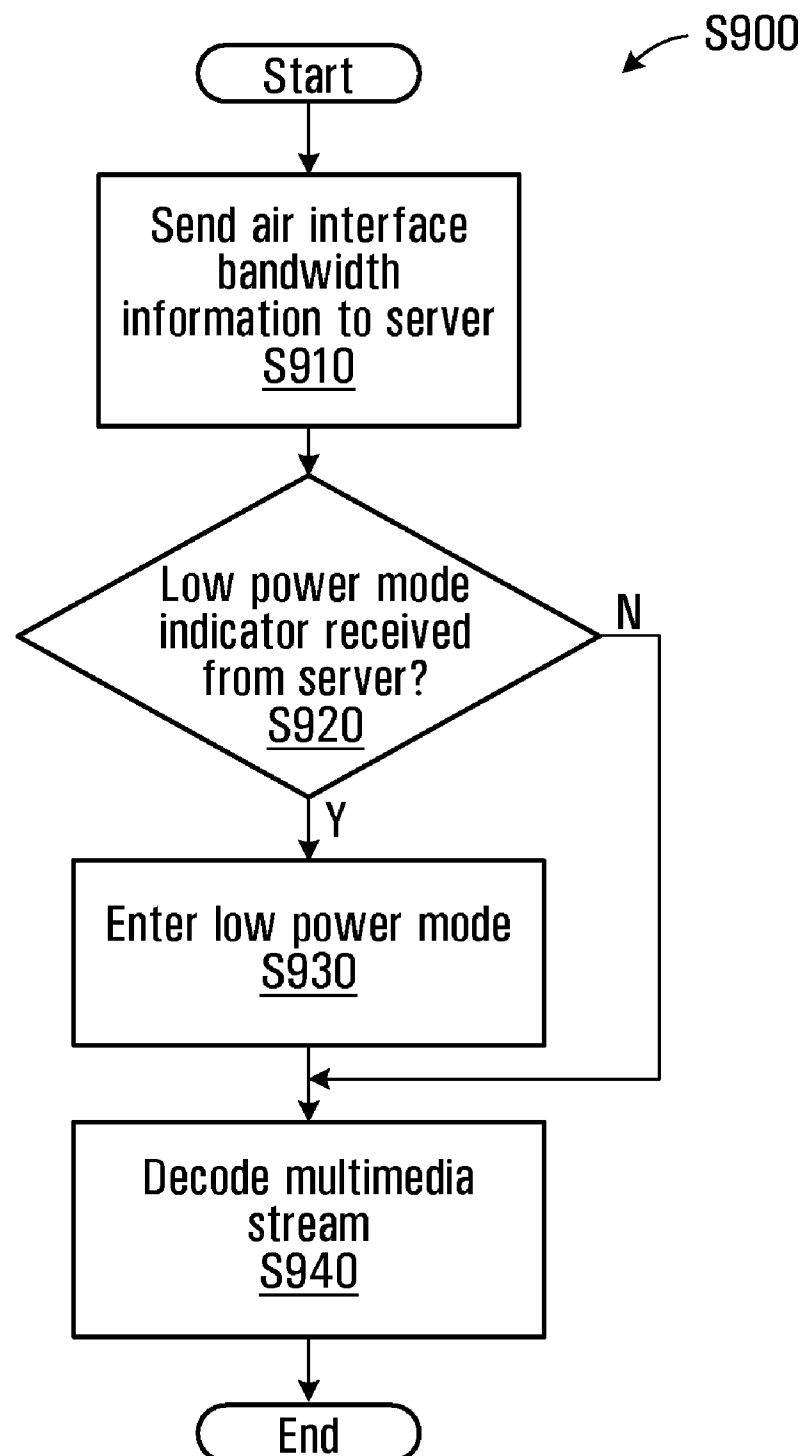 S900
Start
Send air interface
bandwidth
information to server
S910
Low power mode
indicator received
from server?
S920
N
Y
Enter low power mode
S930
Decode multimedia
stream
S940
End